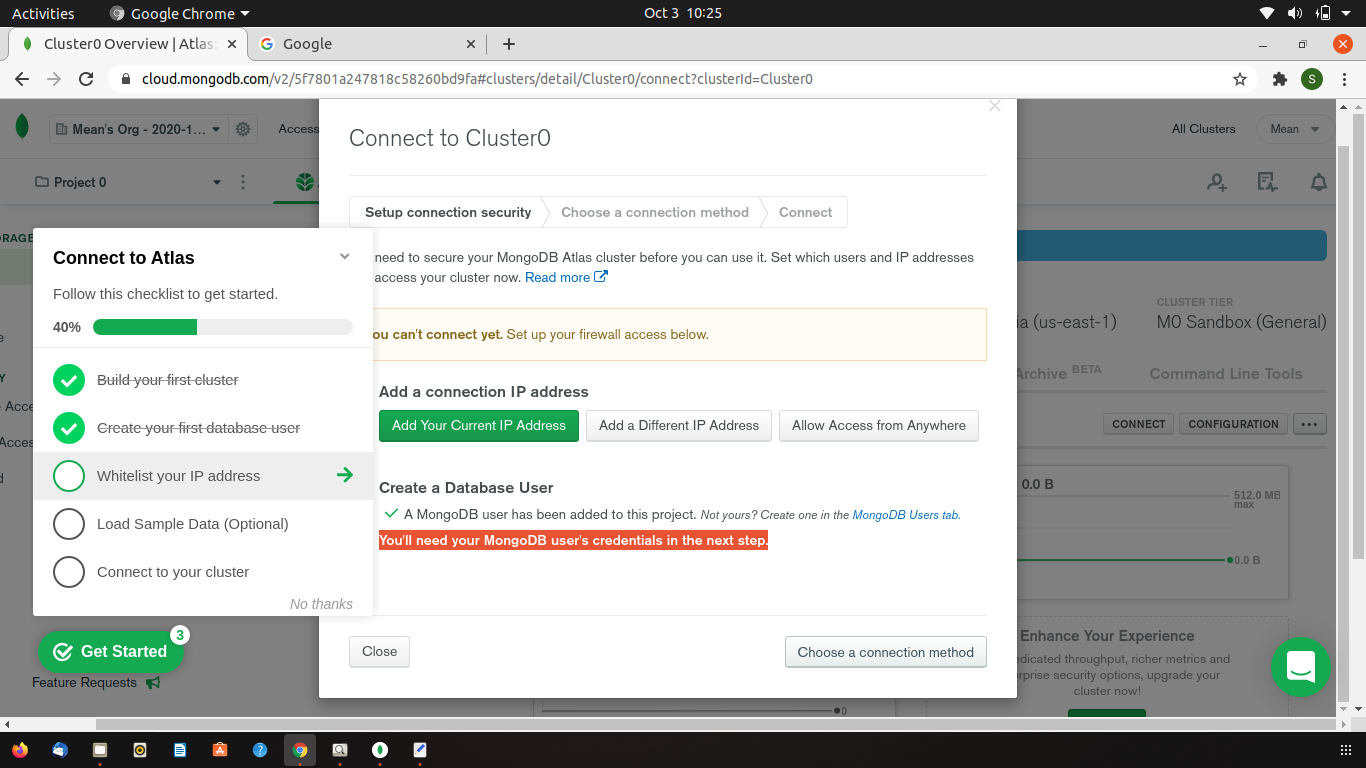 Activities
Google Chrome
Oct 3 10:25
Cluster0 Overview | Atlas:
Google
cloud.mongodb.com/v2/5f7801a247818c58260bd9fa#clusters/detail/Cluster0/connect?clusterId=Cluster0
S
Mean's Org - 2020-1...
Access
All Clusters
Mean
Project 0
Connect to Cluster0
Setup connection security
Choose a connection method
Connect
need to secure your MongoDB Atlas cluster before you can use it. Set which users and IP addresses
access your cluster now. Read more
ou can't connect yet. Set up your firewall access below.
Add a connection IP address
Add Your Current IP Address
Add a Different IP Address
Allow Access from Anywhere
Create a Database User
A MongoDB user has been added to this project. Not yours? Create one in the MongoDB Users tab.
You'll need your MongoDB user's credentials in the next step.
Close
Choose a connection method
ORAGE
e
Y
Acce
Acces
d
Connect to Atlas
Follow this checklist to get started.
40%
Build your first cluster
Create your first database user
Whitelist your IP address
Load Sample Data (Optional)
Connect to your cluster
No thanks
3
Get Started
Feature Requests
CLUSTER TIER
ia (us-east-1)
M0 Sandbox (General)
Archive BETA
Command Line Tools
CONNECT
CONFIGURATION
...
0.0 B
512.0 MB
max
0.0 B
Enhance Your Experience
edicated throughput, richer metrics and
rprise security options, upgrade your
cluster now!
0